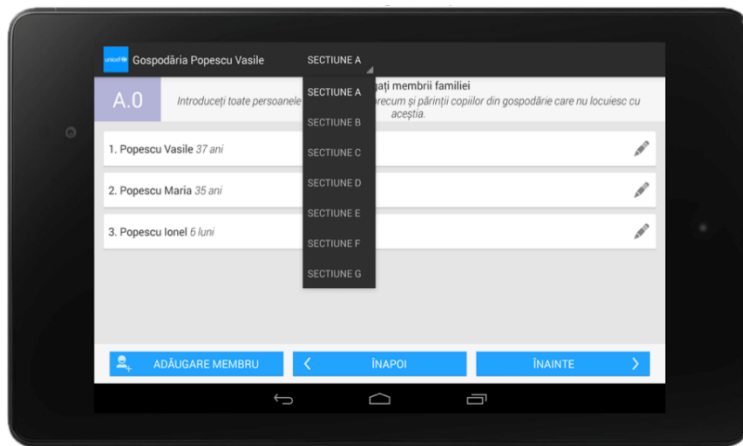 unicef
Gospodăria Popescu Vasile
SECTIUNE A
SECTIUNE A
SECTIUNE B
SECTIUNE C
SECTIUNE D
SECTIUNE E
SECTIUNE F
SECTIUNE G
A.0
ați membrii familiei
Introduceți toate persoanele recum și părinții copiilor din gospodărie care nu locuiesc cu
aceștia.
1. Popescu Vasile 37 ani
2. Popescu Maria 35 ani
3. Popescu Ionel 6 luni
ADĂUGARE MEMBRU
ÎNAPOI
ÎNAINTE